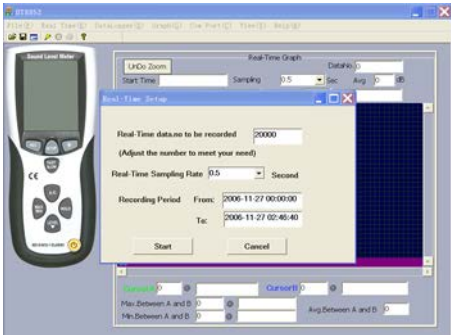 DT8852
File(F) Real Time(R) DataLogger(D) Graph(G) Com Port(C) View(V) Help(H)
Sound Level Meter
UnDo Zoom
Real-Time Graph
DataNo. 0
Start Time
Sampling 0.5 Sec Avg 0 dB
Real-Time Setup
Real-Time data.no to be recorded 20000
(Adjust the number to meet your need)
Real-Time Sampling Rate 0.5 Second
Recording Period From: 2006-11-27 00:00:00
To: 2006-11-27 02:46:40
Start Cancel
CE
HOLD
Cursor A 0 @ Cursor B 0 @
Max.Between A and B 0 @
Avg.Between A and B 0
Min.Between A and B 0 @